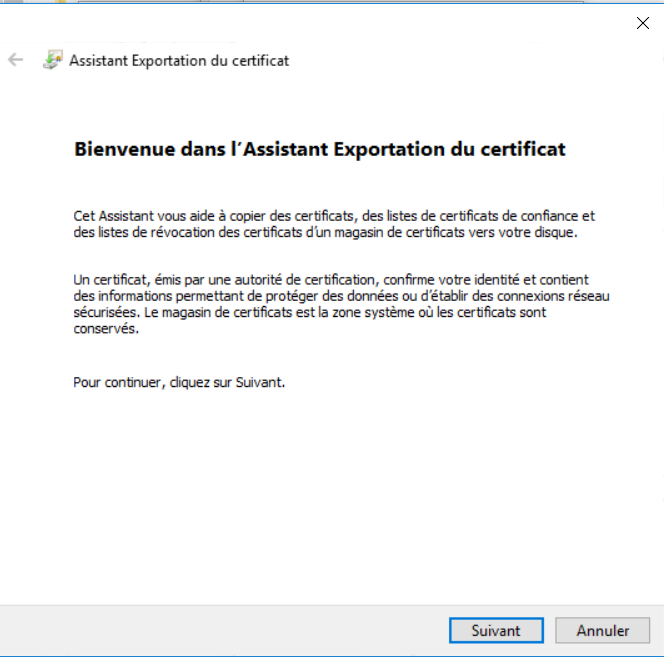 Assistant Exportation du certificat
Bienvenue dans l'Assistant Exportation du certificat
Cet Assistant vous aide à copier des certificats, des listes de certificats de confiance et
des listes de révocation des certificats d'un magasin de certificats vers votre disque.
Un certificat, émis par une autorité de certification, confirme votre identité et contient
des informations permettant de protéger des données ou d'établir des connexions réseau
sécurisées. Le magasin de certificats est la zone système où les certificats sont
conservés.
Pour continuer, cliquez sur Suivant.
Suivant
Annuler